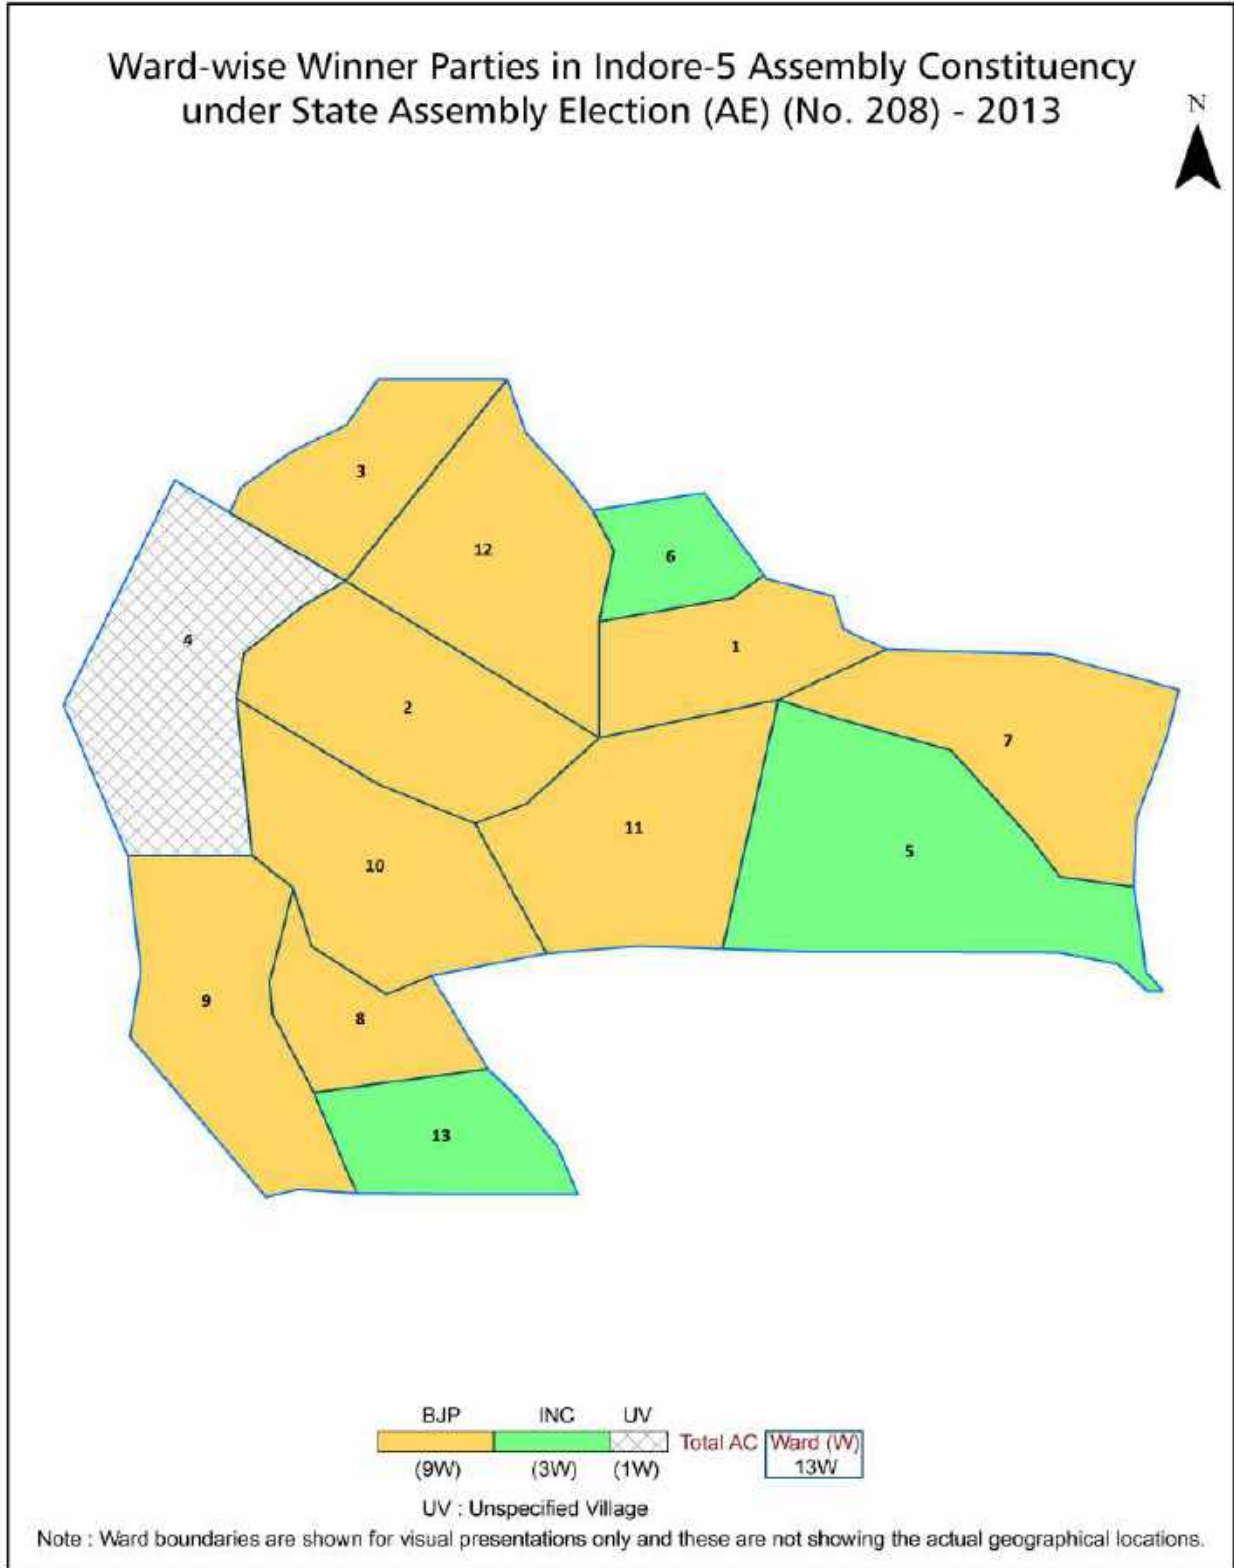 Ward-wise Winner Parties in Indore-5 Assembly Constituency
under State Assembly Election (AE) (No. 208) - 2013
N
3
12
6
4
1
2
7
11
5
10
9
8
13
BJP INC UV
Total AC Ward (W)
(9W) (3W) (1W) 13W
UV : Unspecified Village
Note : Ward boundaries are shown for visual presentations only and these are not showing the actual geographical locations.